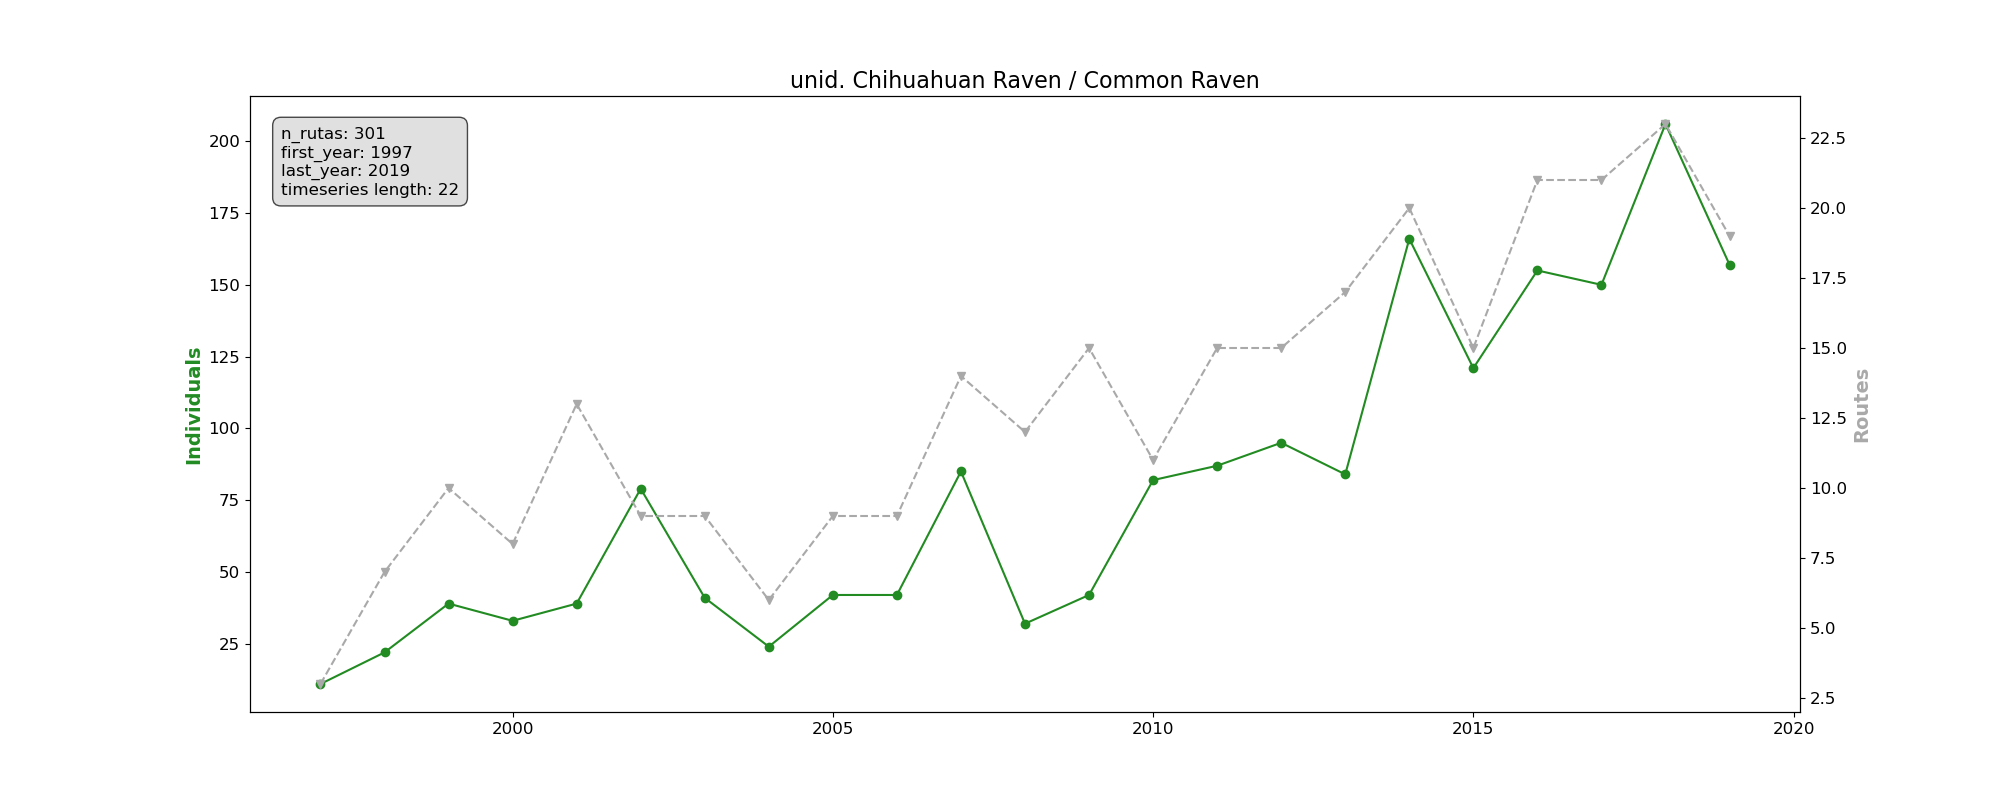 unid. Chihuahuan Raven / Common Raven
n_rutas: 301
first_year: 1997
last_year: 2019
timeseries length: 22
200
175
150
125
100
75
50
25
Individuals
22.5
20.0
17.5
15.0
12.5
10.0
7.5
5.0
2.5
Routes
2000 2005 2010 2015 2020